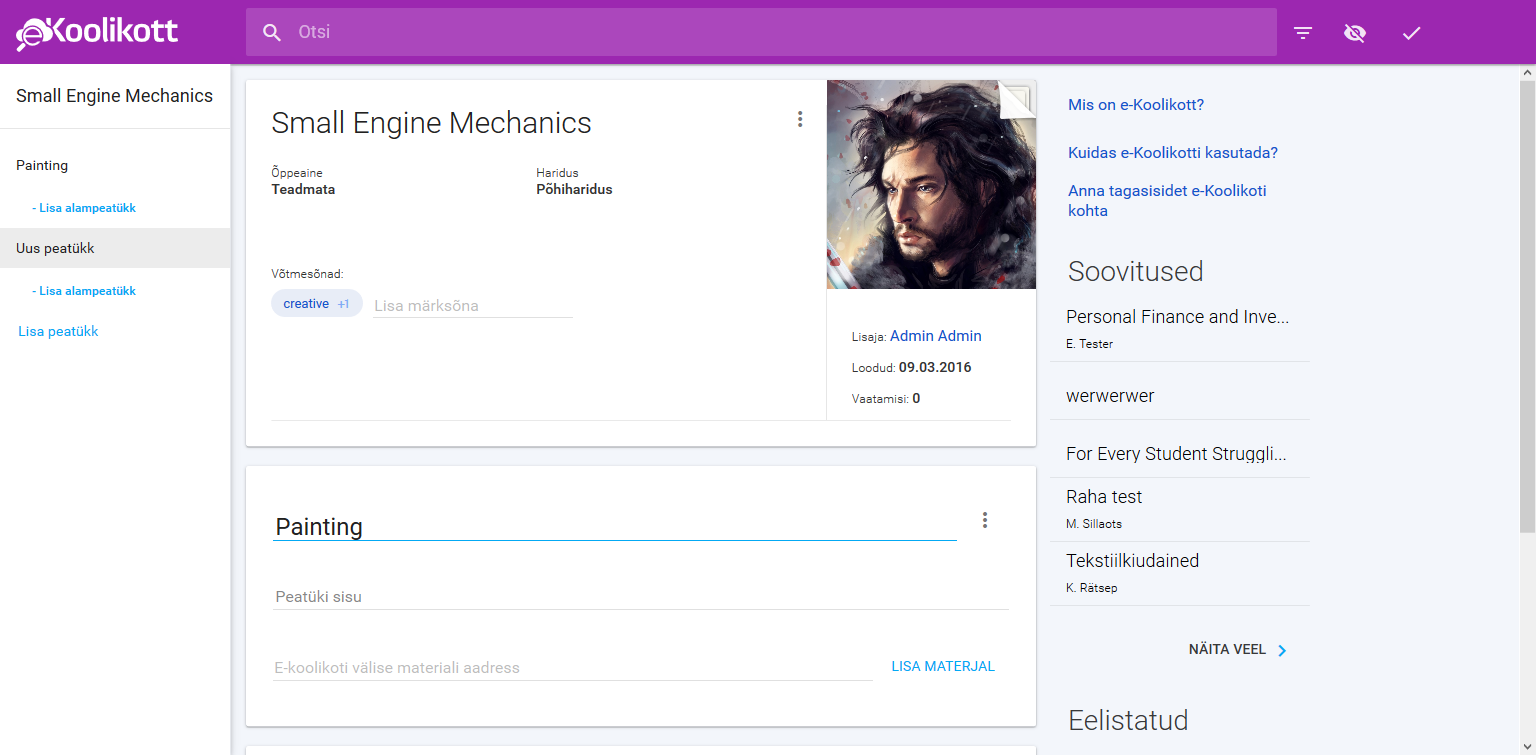 eKoolikott
Otsi
Small Engine Mechanics
Painting
- Lisa alampeatükk
Uus peatükk
- Lisa alampeatükk
Lisa peatükk
Small Engine Mechanics
Õppeaine
Teadmata
Haridus
Põhiharidus
Võtmesõnad:
creative +1
Lisa märksõna
Lisaja: Admin Admin
Loodud: 09.03.2016
Vaatamisi: 0
Painting
Peatüki sisu
E-koolikoti välise materiali aadress
LISA MATERJAL
Mis on e-Koolikott?
Kuidas e-Koolikotti kasutada?
Anna tagasisidet e-Koolikoti
kohta
Soovitused
Personal Finance and Inve...
E. Tester
werwerwer
For Every Student Struggli...
Raha test
M. Sillaots
Tekstiilkiudained
K. Rätsep
NÄITA VEEL
Eelistatud